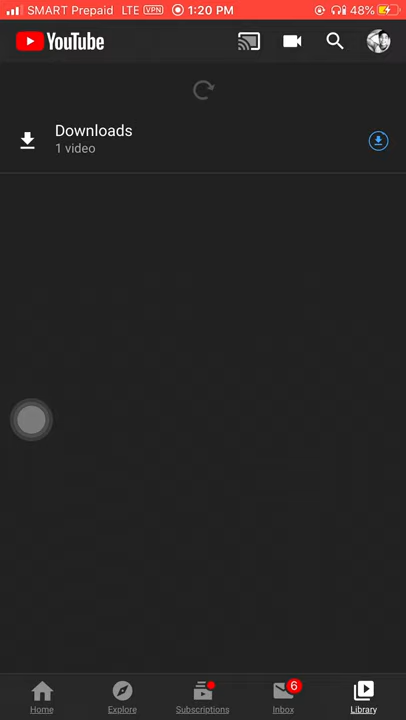 SMART Prepaid LTE VPN 1:20 PM 48%
YouTube
Downloads
1 video
6
Home Explore Subscriptions Inbox Library